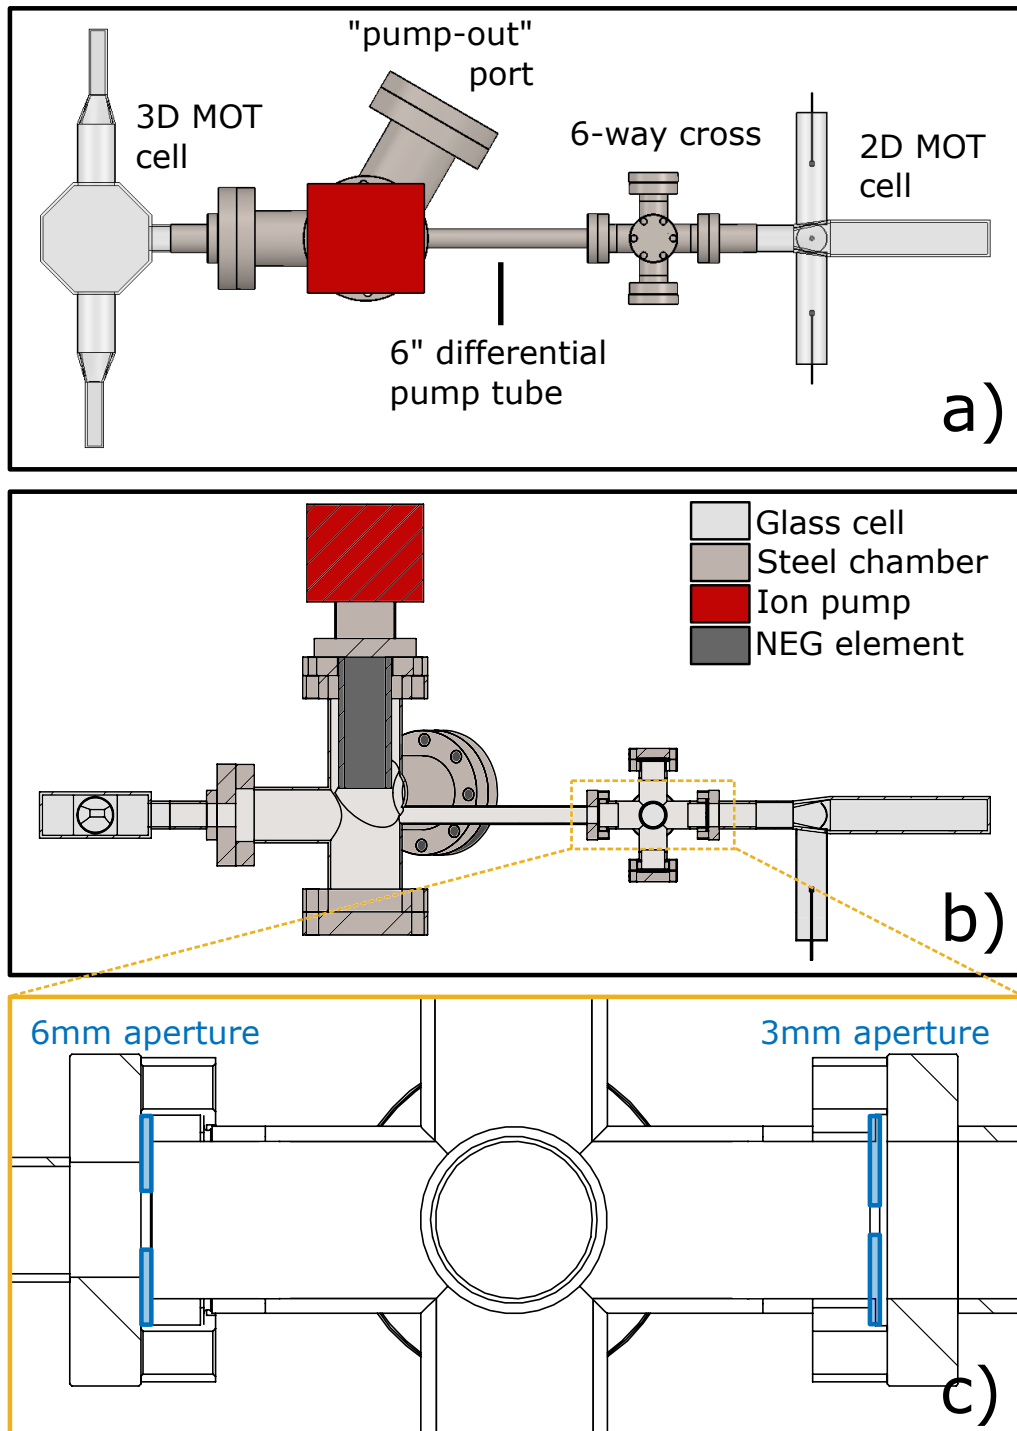 "pump-out"
port
3D MOT
cell
6-way cross
2D MOT
cell
6" differential
pump tube
a)
Glass cell
Steel chamber
Ion pump
NEG element
b)
6mm aperture
3mm aperture
c)